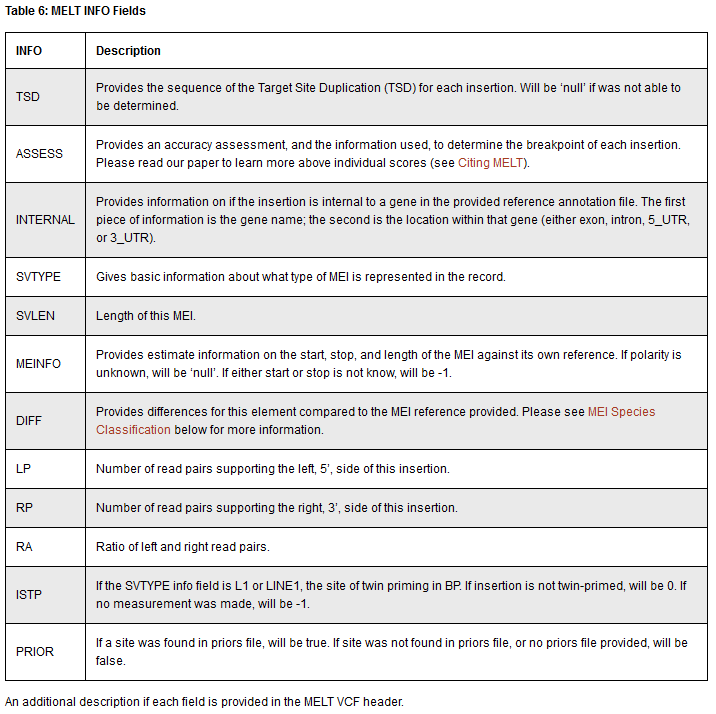 Table 6: MELT INFO Fields
INFO Description
TSD Provides the sequence of the Target Site Duplication (TSD) for each insertion. Will be ‘null’ if was not able to
be determined.
ASSESS Provides an accuracy assessment, and the information used, to determine the breakpoint of each insertion.
Please read our paper to learn more above individual scores (see Citing MELT).
INTERNAL Provides information on if the insertion is internal to a gene in the provided reference annotation file. The first
piece of information is the gene name; the second is the location within that gene (either exon, intron, 5_UTR,
or 3_UTR).
SVTYPE Gives basic information about what type of MEI is represented in the record.
SVLEN Length of this MEI.
MEINFO Provides estimate information on the start, stop, and length of the MEI against its own reference. If polarity is
unknown, will be ‘null’. If either start or stop is not know, will be -1.
DIFF Provides differences for this element compared to the MEI reference provided. Please see MEI Species
Classification below for more information.
LP Number of read pairs supporting the left, 5’, side of this insertion.
RP Number of read pairs supporting the right, 3’, side of this insertion.
RA Ratio of left and right read pairs.
ISTP If the SVTYPE info field is L1 or LINE1, the site of twin priming in BP. If insertion is not twin-primed, will be 0. If
no measurement was made, will be -1.
PRIOR If a site was found in priors file, will be true. If site was not found in priors file, or no priors file provided, will be
false.
An additional description if each field is provided in the MELT VCF header.